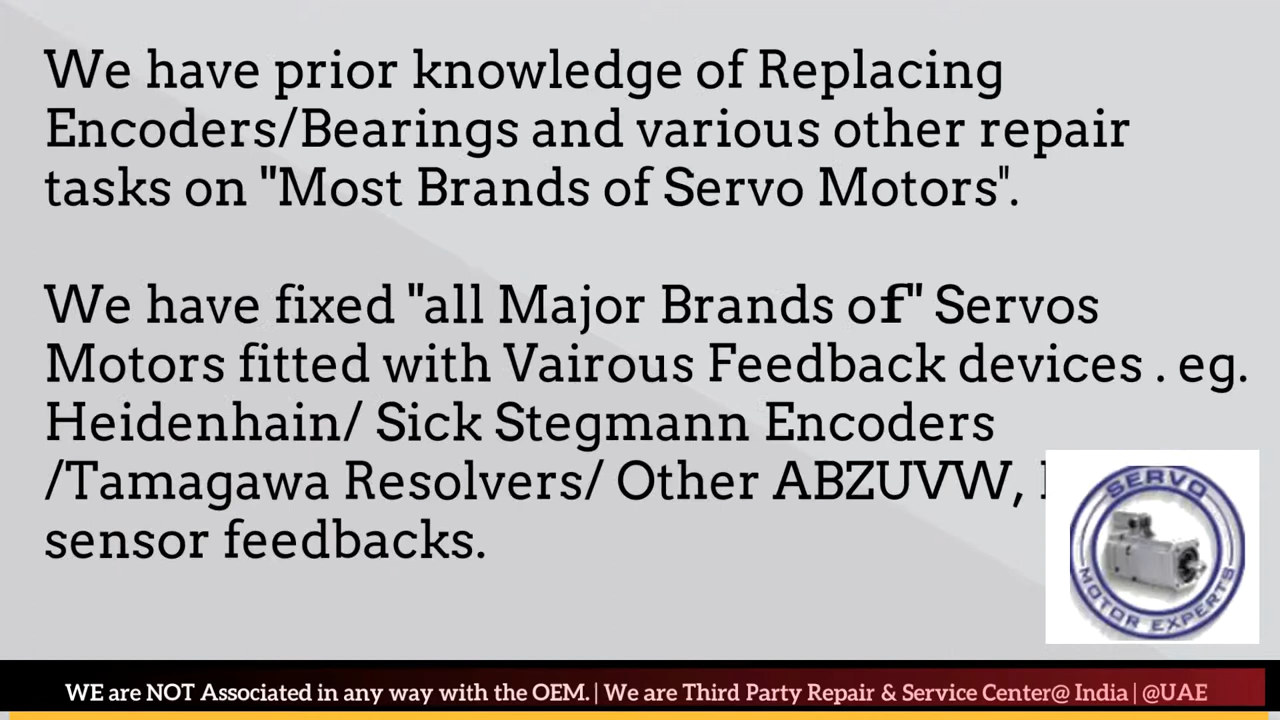 We have prior knowledge of Replacing
Encoders/Bearings and various other repair
tasks on "Most Brands of Servo Motors".
We have fixed "all Major Brands of" Servos
Motors fitted with Vairous Feedback devices . eg.
Heidenhain/ Sick Stegmann Encoders
/Tamagawa Resolvers/ Other ABZUVW,
sensor feedbacks.
SERVO
MOTOR EXPERTS
WE are NOT Associated in any way with the OEM. | We are Third Party Repair & Service Center@ India | @UAE